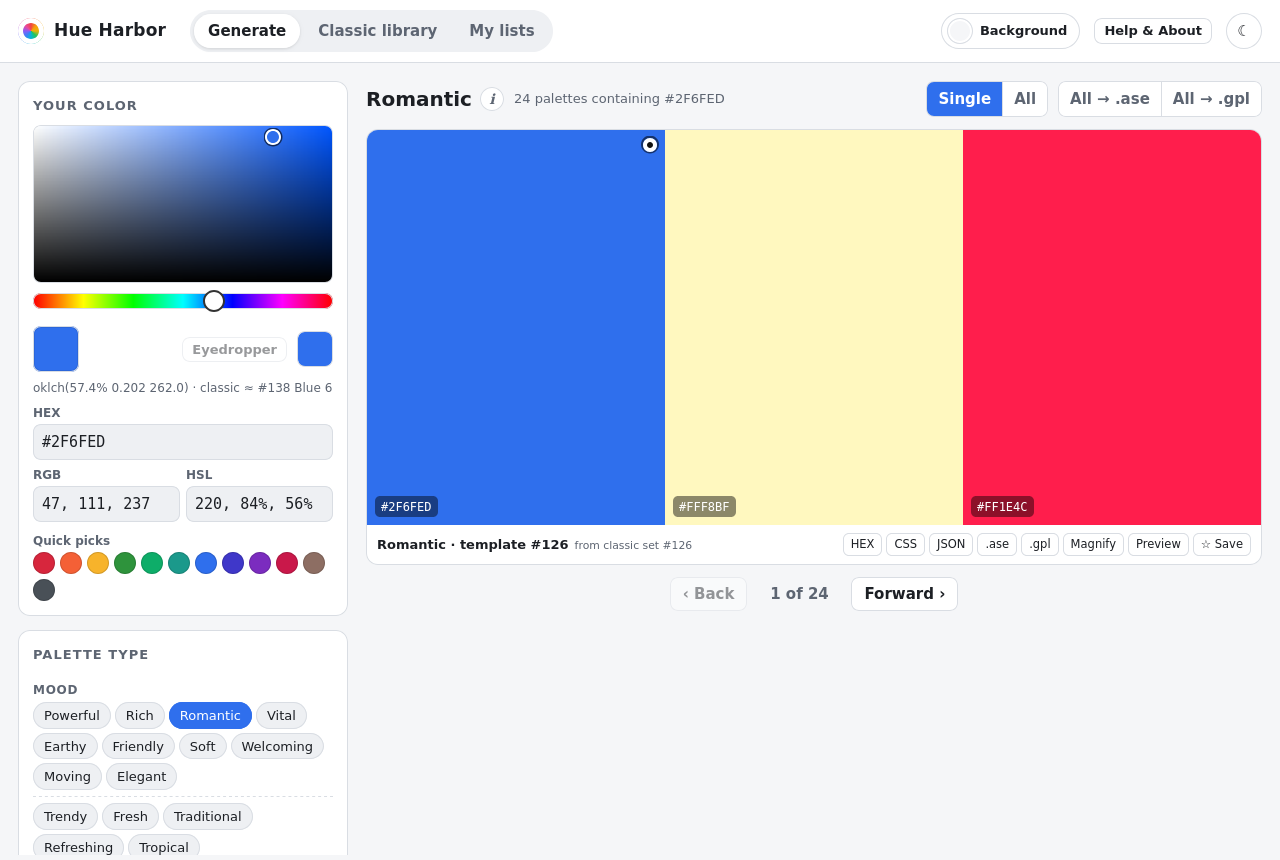 Hue Harbor
Generate
Classic library
My lists
Background
Help & About
☾
YOUR COLOR
Eyedropper
oklch(57.4% 0.202 262.0) · classic ≈ #138 Blue 6
HEX
#2F6FED
RGB
HSL
47, 111, 237
220, 84%, 56%
Quick picks
PALETTE TYPE
MOOD
Powerful
Rich
Romantic
Vital
Earthy
Friendly
Soft
Welcoming
Moving
Elegant
Trendy
Fresh
Traditional
Refreshing
Tropical
Romantic
i
24 palettes containing #2F6FED
Single
All
All → .ase
All → .gpl
#2F6FED
#FFF8BF
#FF1E4C
Romantic · template #126 from classic set #126
HEX
CSS
JSON
.ase
.gpl
Magnify
Preview
☆ Save
‹ Back
1 of 24
Forward ›